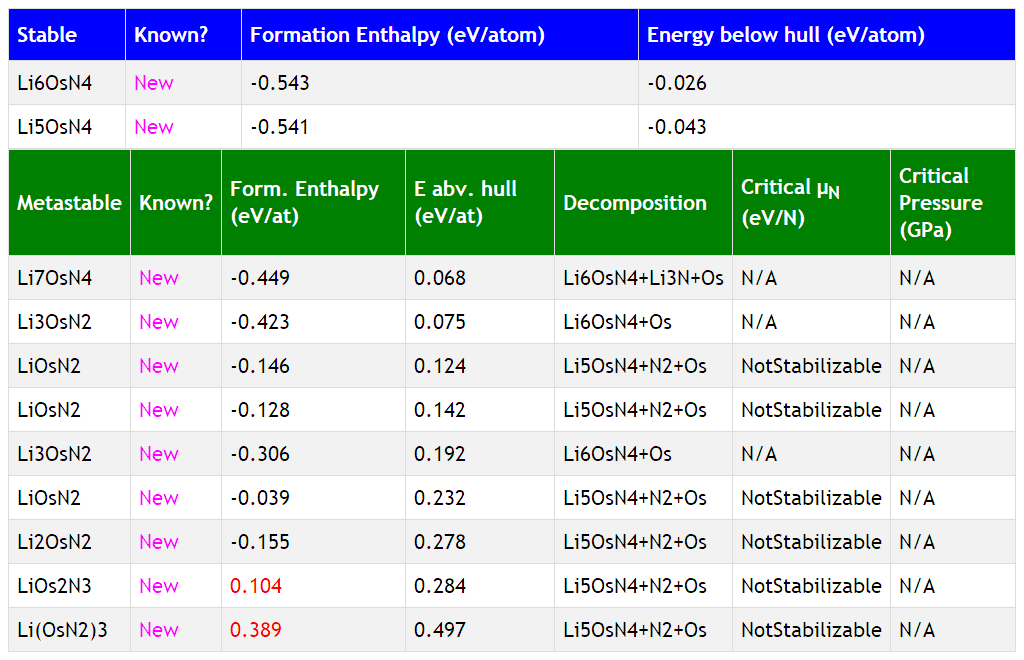 Stable Known? Formation Enthalpy (eV/atom) Energy below hull (eV/atom)
Li6OsN4 New -0.543 -0.026
Li5OsN4 New -0.541 -0.043
Metastable Known? Form. Enthalpy (eV/at) E abv. hull (eV/at) Decomposition Critical μN (eV/N) Critical Pressure (GPa)
Li7OsN4 New -0.449 0.068 Li6OsN4+Li3N+Os N/A N/A
Li3OsN2 New -0.423 0.075 Li6OsN4+Os N/A N/A
LiOsN2 New -0.146 0.124 Li5OsN4+N2+Os NotStabilizable N/A
LiOsN2 New -0.128 0.142 Li5OsN4+N2+Os NotStabilizable N/A
Li3OsN2 New -0.306 0.192 Li6OsN4+Os N/A N/A
LiOsN2 New -0.039 0.232 Li5OsN4+N2+Os NotStabilizable N/A
Li2OsN2 New -0.155 0.278 Li5OsN4+N2+Os NotStabilizable N/A
LiOs2N3 New 0.104 0.284 Li5OsN4+N2+Os NotStabilizable N/A
Li(OsN2)3 New 0.389 0.497 Li5OsN4+N2+Os NotStabilizable N/A